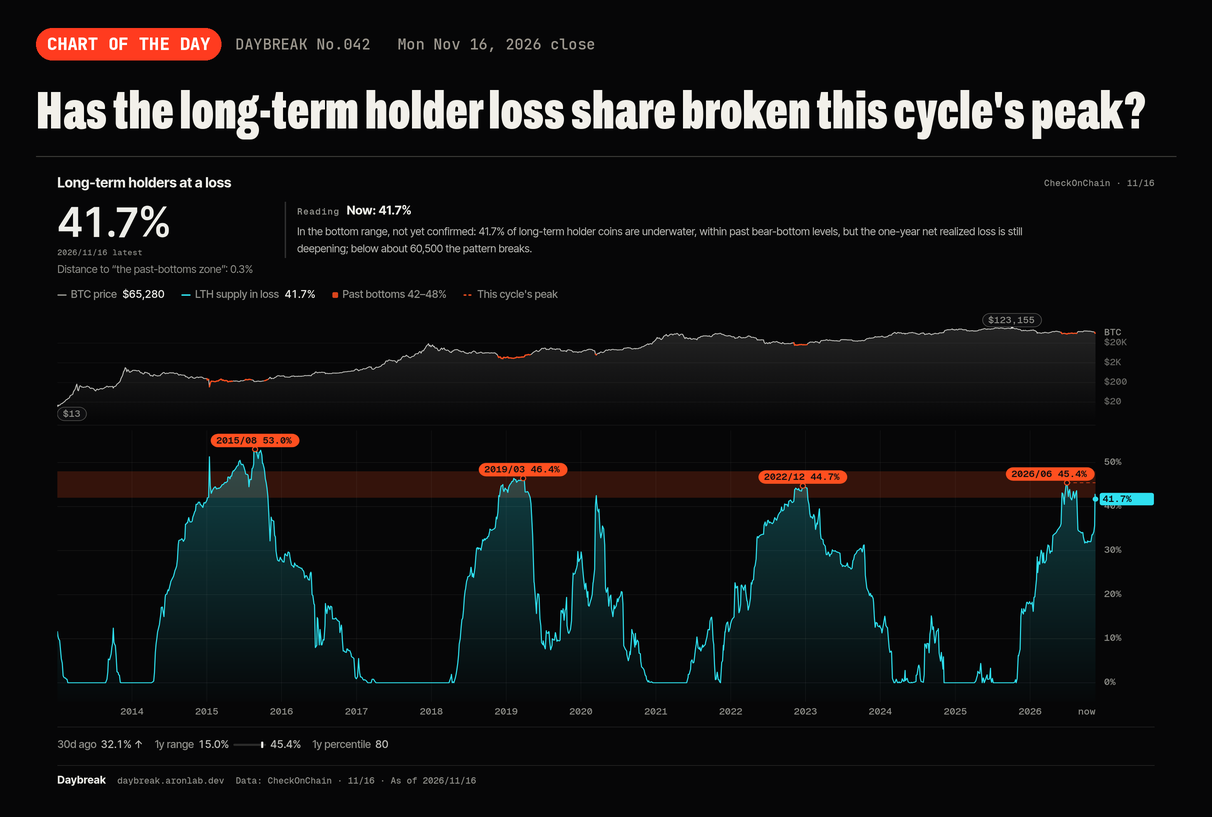 CHART OF THE DAY DAYBREAK No.042 Mon Nov 16, 2026 close
Has the long-term holder loss share broken this cycle's peak?
Long-term holders at a loss
CheckOnChain · 11/16
41.7%
2026/11/16 latest
Distance to “the past-bottoms zone”: 0.3%
Reading Now: 41.7%
In the bottom range, not yet confirmed: 41.7% of long-term holder coins are underwater, within past bear-bottom levels, but the one-year net realized loss is still
deepening; below about 60,500 the pattern breaks.
BTC price $65,280 LTH supply in loss 41.7% Past bottoms 42–48% This cycle's peak
$123,155
BTC
$20K
$2K
$200
$20
$13
2015/08 53.0%
2019/03 46.4%
2022/12 44.7%
2026/06 45.4%
50%
41.7%
40%
30%
20%
10%
0%
2014 2015 2016 2017 2018 2019 2020 2021 2022 2023 2024 2025 2026 now
30d ago 32.1% ↑ 1y range 15.0% 45.4% 1y percentile 80
Daybreak daybreak.aronlab.dev Data: CheckOnChain · 11/16 · As of 2026/11/16